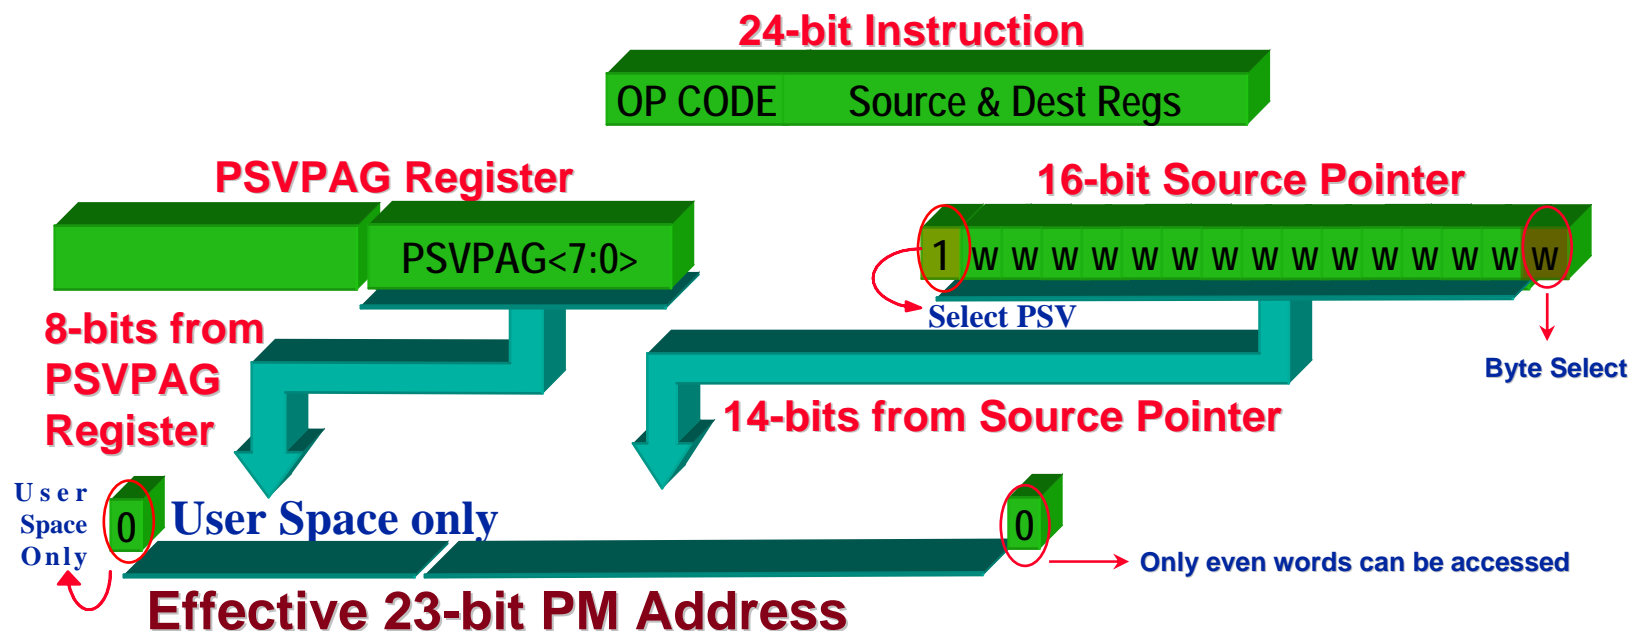 24-bit Instruction
OP CODE Source & Dest Regs
PSVPAG Register
16-bit Source Pointer
PSVPAG<7:0>
1 w w w w w w w w w w w w w w w
Select PSV
8-bits from
PSVPAG
Register
Byte Select
14-bits from Source Pointer
User
Space
Only
0
User Space only
0
Only even words can be accessed
Effective 23-bit PM Address